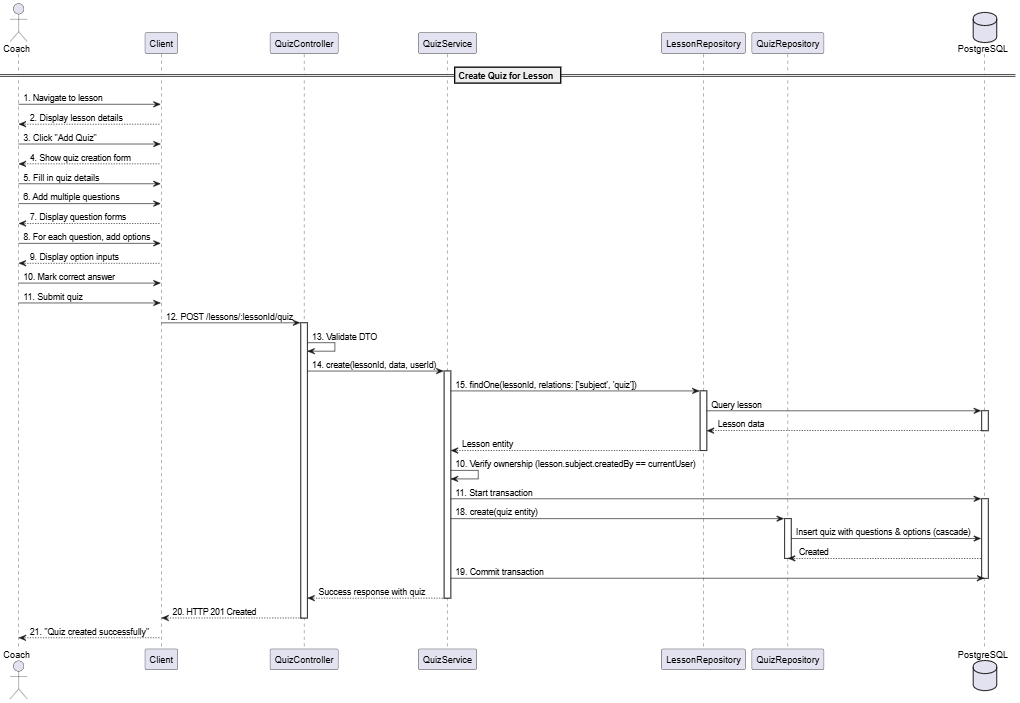 Coach
Client
QuizController
QuizService
LessonRepository
QuizRepository
PostgreSQL
Create Quiz for Lesson
1. Navigate to lesson
2. Display lesson details
3. Click "Add Quiz"
4. Show quiz creation form
5. Fill in quiz details
6. Add multiple questions
7. Display question forms
8. For each question, add options
9. Display option inputs
10. Mark correct answer
11. Submit quiz
12. POST /lessons/:lessonId/quiz
13. Validate DTO
14. create(lessonId, data, userId)
15. findOne(lessonId, relations: ['subject', 'quiz'])
Query lesson
Lesson data
Lesson entity
10. Verify ownership (lesson.subject.createdBy == currentUser)
11. Start transaction
18. create(quiz entity)
Insert quiz with questions & options (cascade)
Created
19. Commit transaction
Success response with quiz
20. HTTP 201 Created
21. "Quiz created successfully"
Coach
Client
QuizController
QuizService
LessonRepository
QuizRepository
PostgreSQL